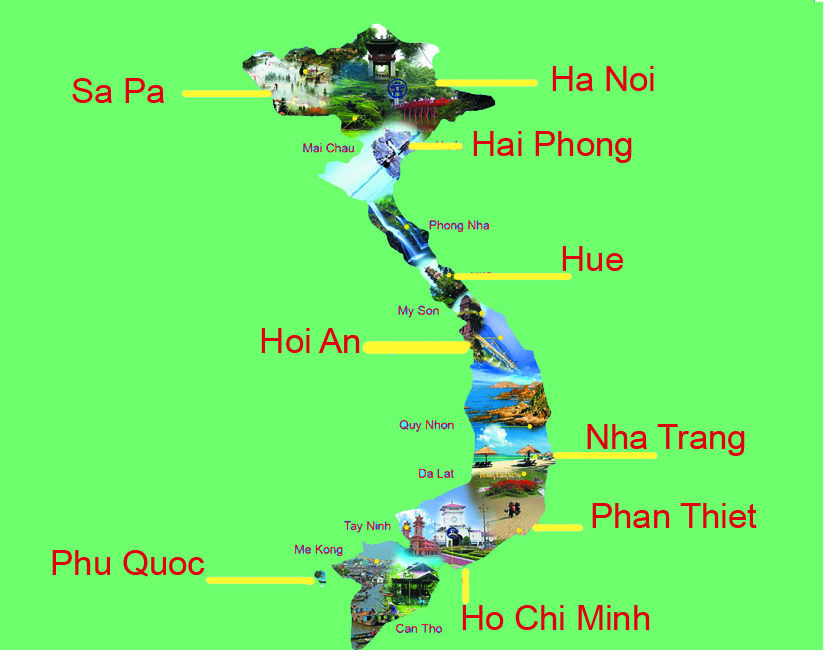 Ha Noi
Sa Pa
Hai Phong
Mai Chau
Phong Nha
Hue
My Son
Hoi An
Quy Nhon
Nha Trang
Da Lat
Phan Thiet
Tay Ninh
Me Kong
Phu Quoc
Ho Chi Minh
Can Tho